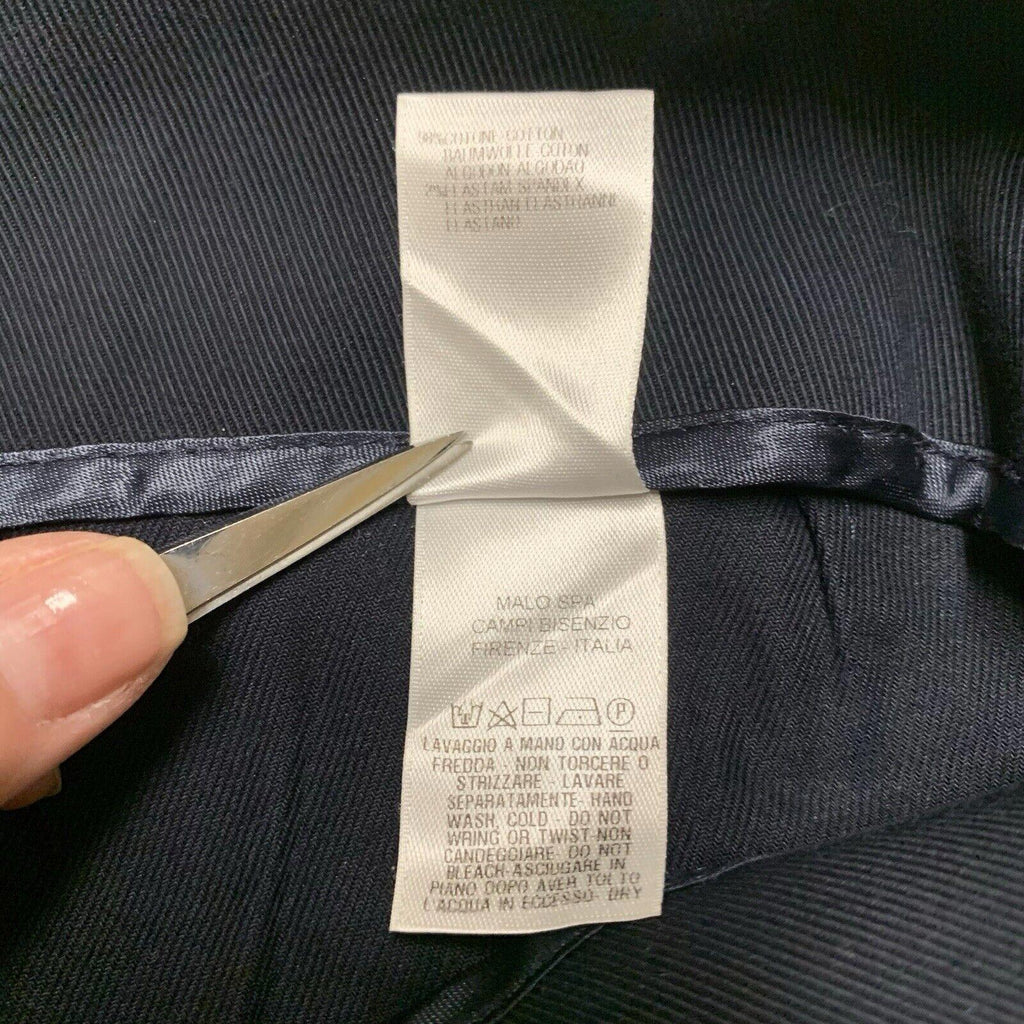 98%COTONE COTTON
BAUMWOLLE COTON
ALGODON ALGODAO
2%ELASTAM SPANDEX
ELASTHAN ELASTHANNE
ELASTANO
MALO SPA
CAMPI BISENZIO
FIRENZE - ITALIA
P
LAVAGGIO A MANO CON ACQUA
FREDDA - NON TORCERE O
STRIZZARE - LAVARE
SEPARATAMENTE- HAND
WASH, COLD - DO NOT
WRING OR TWIST-NON
CANDEGGIARE- DO NOT
BLEACH-ASCIUGARE IN
PIANO DOPO AVER TOLTO
L'ACQUA IN ECCESSO- DRY